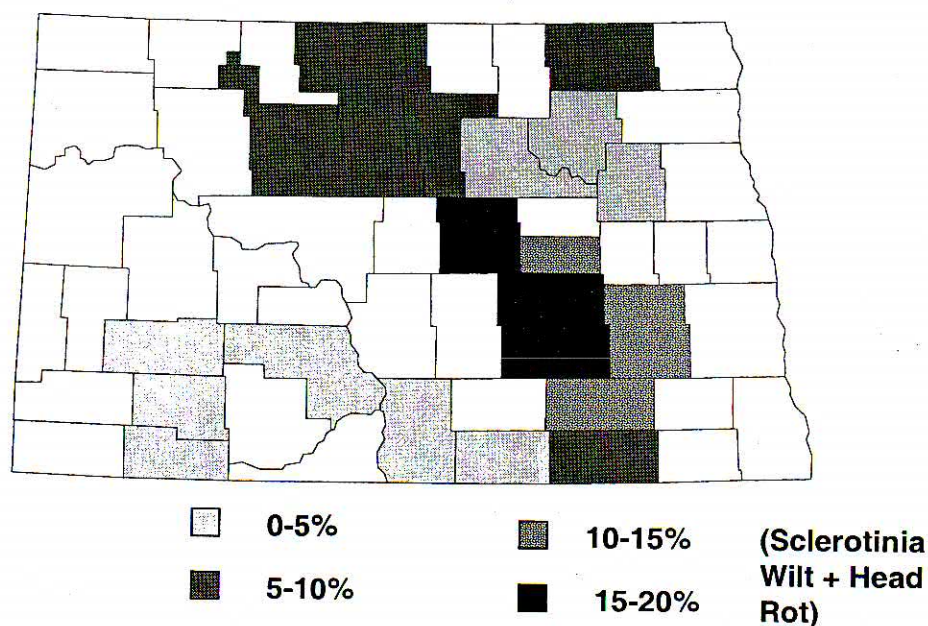 0-5%
5-10%
10-15%
15-20%
(Sclerotinia
Wilt + Head
Rot)